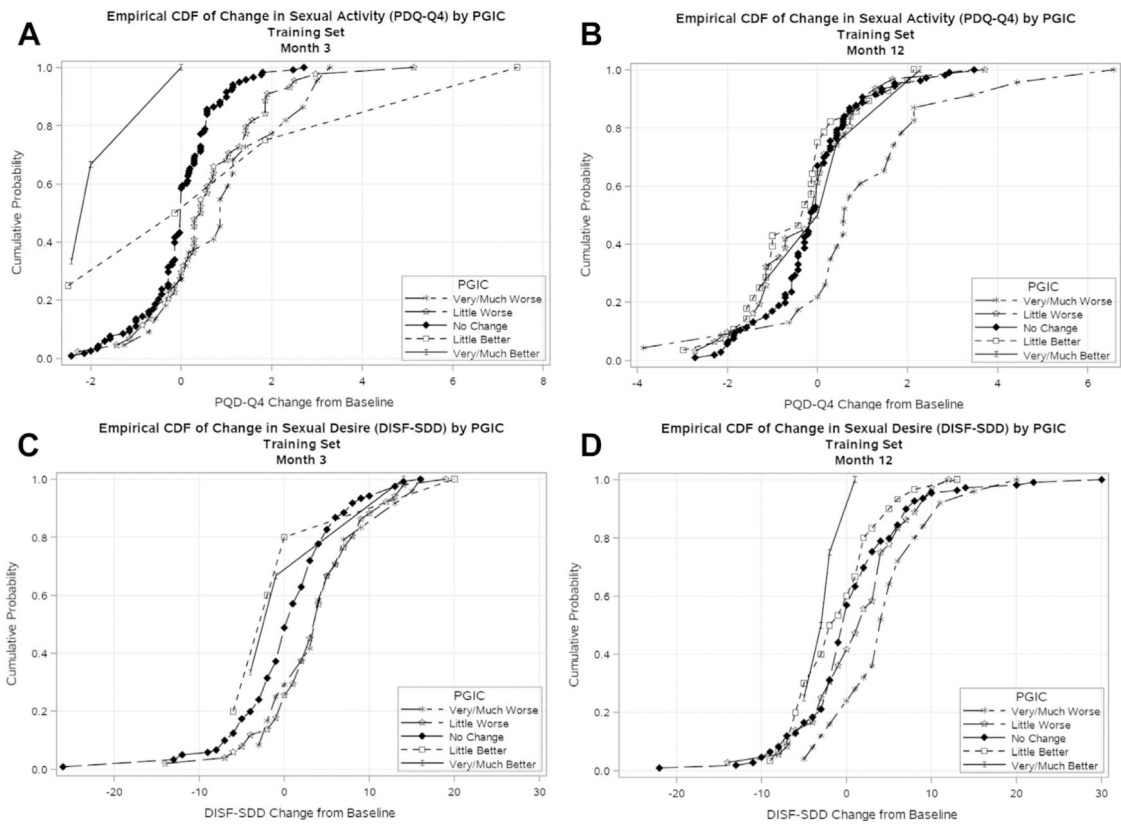 A
Empirical CDF of Change in Sexual Activity (PDQ-Q4) by PGIC
Training Set
Month 3
Cumulative Probability
1.0
0.8
0.6
0.4
0.2
0.0
PGIC
Very/Much Worse
Little Worse
No Change
Little Better
Very/Much Better
-2
0
2
4
6
8
PQD-Q4 Change from Baseline
B
Empirical CDF of Change in Sexual Activity (PDQ-Q4) by PGIC
Training Set
Month 12
Cumulative Probability
1.0
0.8
0.6
0.4
0.2
0.0
PGIC
Very/Much Worse
Little Worse
No Change
Little Better
Very/Much Better
-4
-2
0
2
4
6
PQD-Q4 Change from Baseline
C
Empirical CDF of Change in Sexual Desire (DISF-SDD) by PGIC
Training Set
Month 3
Cumulative Probability
1.0
0.8
0.6
0.4
0.2
0.0
PGIC
Very/Much Worse
Little Worse
No Change
Little Better
Very/Much Better
-20
-10
0
10
20
30
DISF-SDD Change from Baseline
D
Empirical CDF of Change in Sexual Desire (DISF-SDD) by PGIC
Training Set
Month 12
Cumulative Probability
1.0
0.8
0.6
0.4
0.2
0.0
PGIC
Very/Much Worse
Little Worse
No Change
Little Better
Very/Much Better
-20
-10
0
10
20
30
DISF-SDD Change from Baseline